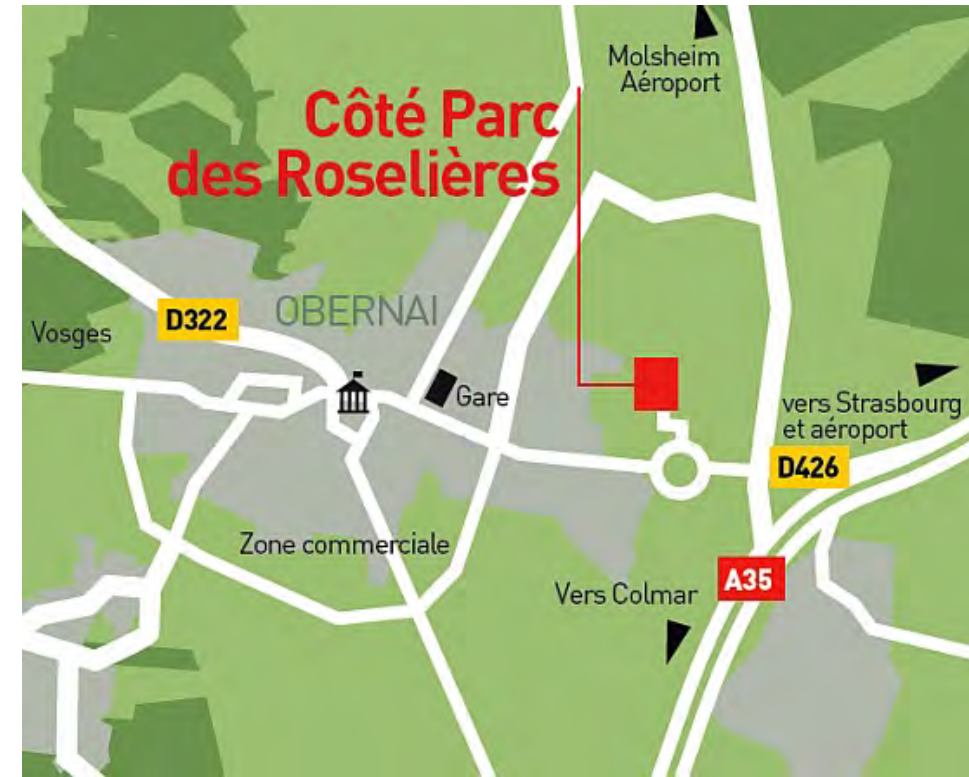 Molsheim
Aéroport
Côté Parc
des Roselières
OBERNAI
D322
Vosges
Gare
vers Strasbourg
et aéroport
D426
Zone commerciale
A35
Vers Colmar